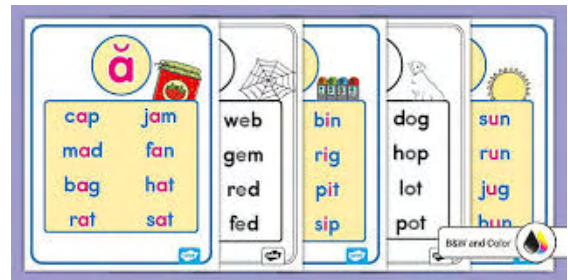 ă
cap jam
mad fan
bag hat
rat sat
web
gem
red
fed
bin
rig
pit
sip
dog
hop
lot
pot
sun
run
jug
bun
B&W and Color